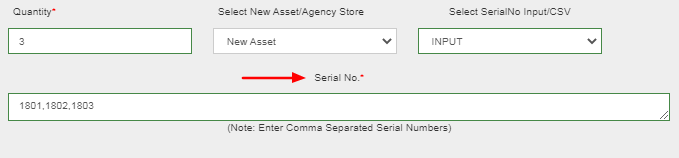 Quantity* Select New Asset/Agency Store Select SerialNo Input/CSV
3 New Asset INPUT
Serial No.*
1801,1802,1803
(Note: Enter Comma Separated Serial Numbers)